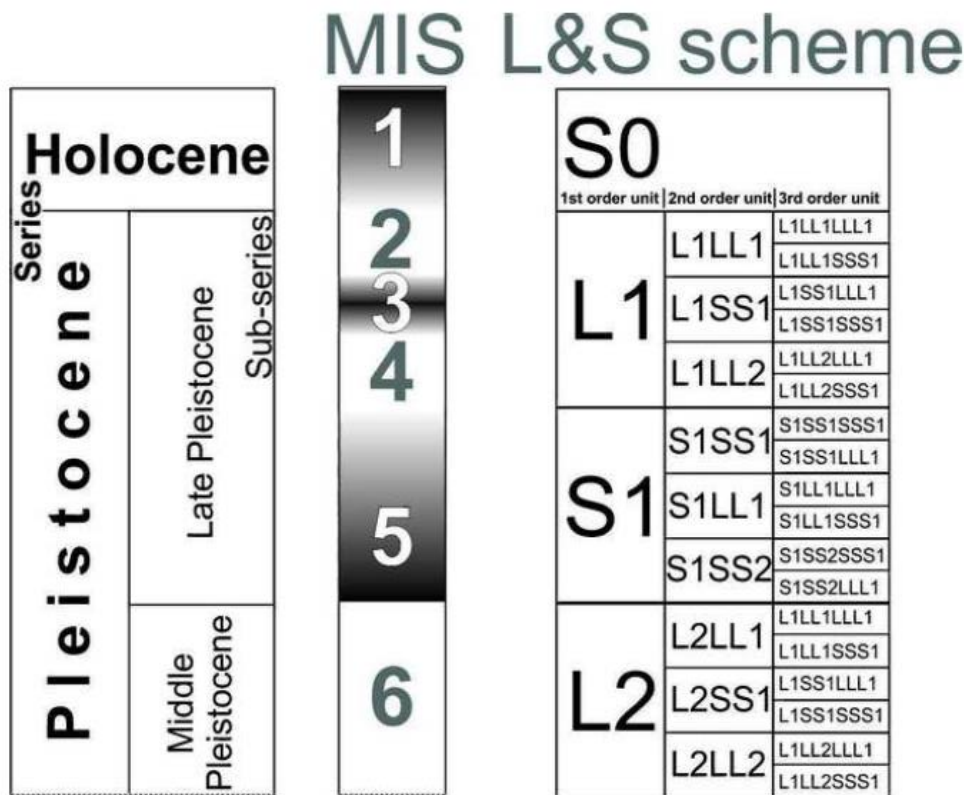 MIS L&S scheme
Holocene
Series
Pleistocene
Sub-series
Late Pleistocene
Middle
Pleistocene
1
2
3
4
5
6
S0
1st order unit 2nd order unit 3rd order unit
L1
L1LL1
L1LL1LLL1
L1LL1SSS1
L1SS1
L1SS1LLL1
L1SS1SSS1
L1LL2
L1LL2LLL1
L1LL2SSS1
S1
S1SS1
S1SS1SSS1
S1SS1LLL1
S1LL1
S1LL1LLL1
S1LL1SSS1
S1SS2
S1SS2SSS1
S1SS2LLL1
L2
L2LL1
L1LL1LLL1
L1LL1SSS1
L2SS1
L1SS1LLL1
L1SS1SSS1
L2LL2
L1LL2LLL1
L1LL2SSS1